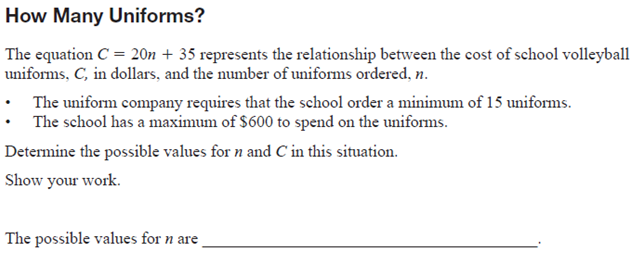 How Many Uniforms?
The equation C = 20n + 35 represents the relationship between the cost of school volleyball
uniforms, C, in dollars, and the number of uniforms ordered, n.
• The uniform company requires that the school order a minimum of 15 uniforms.
• The school has a maximum of $600 to spend on the uniforms.
Determine the possible values for n and C in this situation.
Show your work.
The possible values for n are ______________________________.